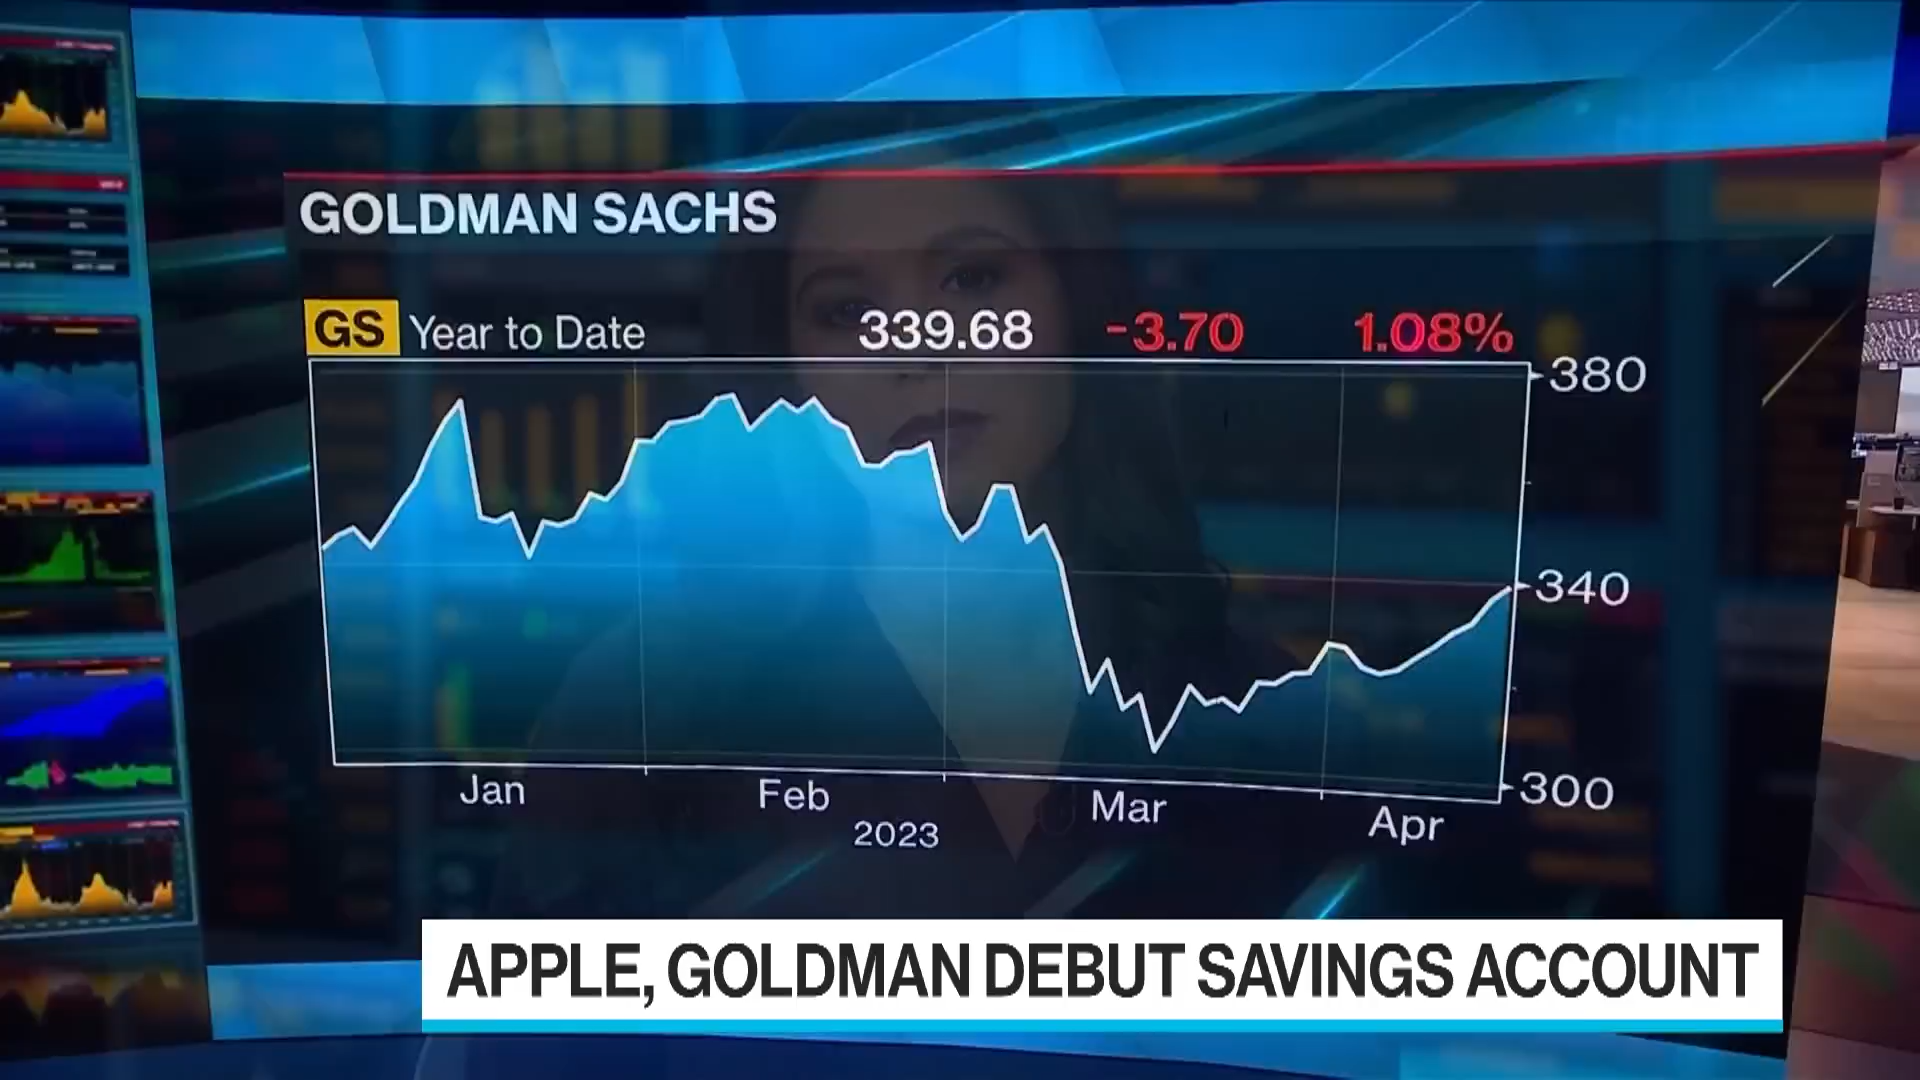 GOLDMAN SACHS
GS Year to Date 339.68 -3.70 1.08%
380
340
300
Jan Feb Mar Apr
2023
APPLE, GOLDMAN DEBUT SAVINGS ACCOUNT